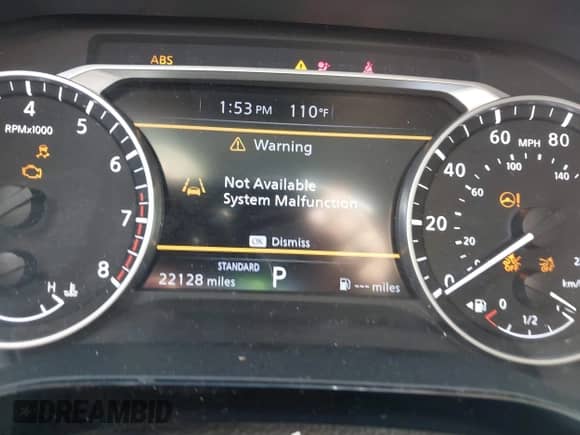 ABS
1:53 PM 110°F
Warning
Not Available
System Malfunction
OK Dismiss
STANDARD
22128 miles P --- miles
4 5 6 7 8
RPMx1000
H
0 20 40 60 80
MPH
20 60 100 140
km/
0 1/2
DREAMBID